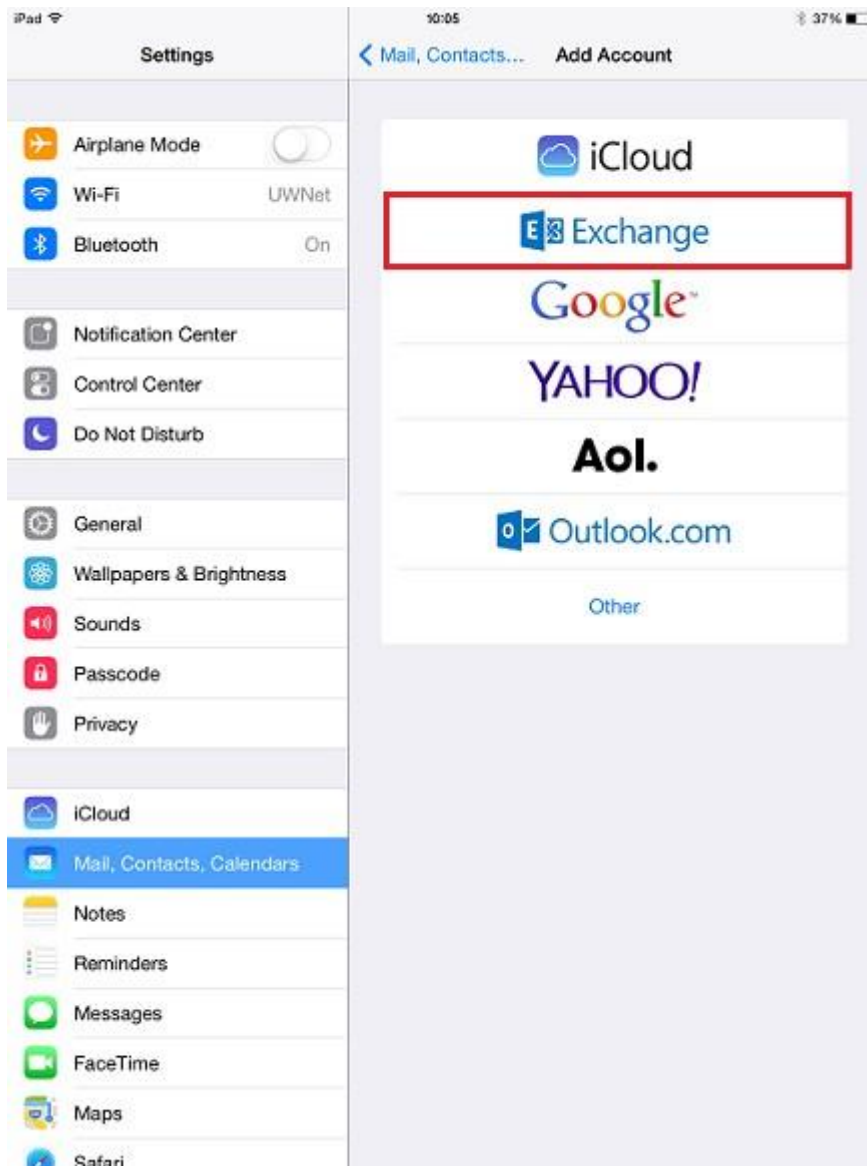 iPad 10:05 37%
Settings
Mail, Contacts... Add Account
Airplane Mode
Wi-Fi UWNet
Bluetooth On
Notification Center
Control Center
Do Not Disturb
General
Wallpapers & Brightness
Sounds
Passcode
Privacy
iCloud
Mail, Contacts, Calendars
Notes
Reminders
Messages
FaceTime
Maps
Safari
iCloud
E Exchange
Google™
YAHOO!
Aol.
o Outlook.com
Other